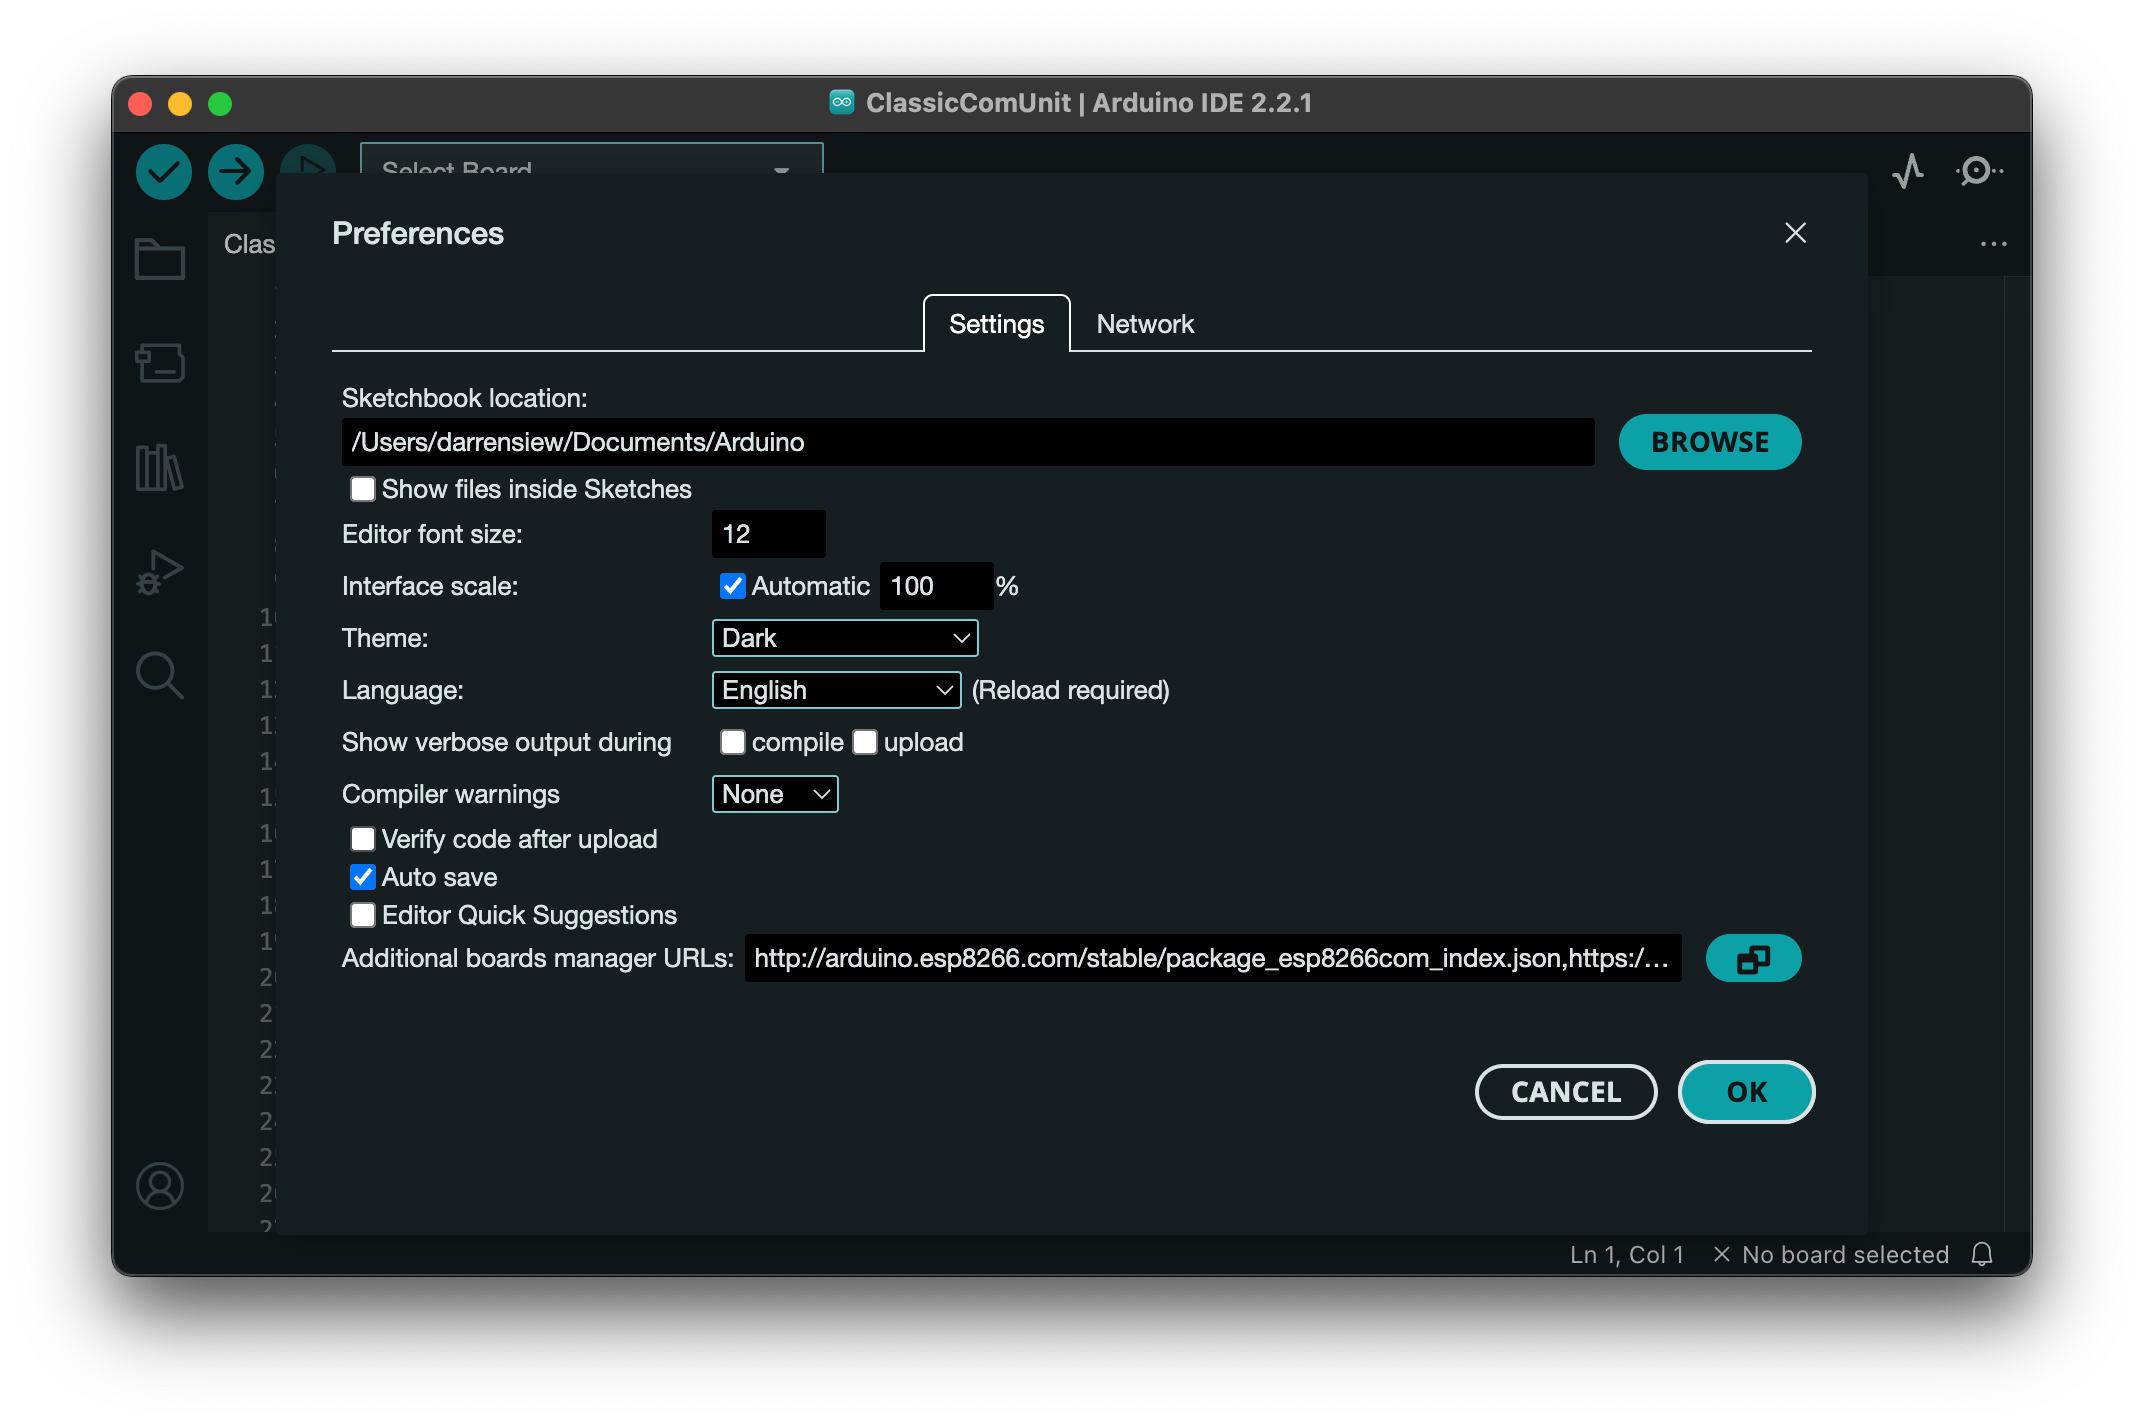 ClassicComUnit | Arduino IDE 2.2.1
Select Board
Preferences
Clas
Settings Network
Sketchbook location:
/Users/darrensiew/Documents/Arduino BROWSE
Show files inside Sketches
Editor font size: 12
Interface scale: Automatic 100 %
Theme: Dark
Language: English (Reload required)
Show verbose output during compile upload
Compiler warnings None
Verify code after upload
Auto save
Editor Quick Suggestions
Additional boards manager URLs: http://arduino.esp8266.com/stable/package_esp8266com_index.json,https:/...
CANCEL OK
Ln 1, Col 1 No board selected